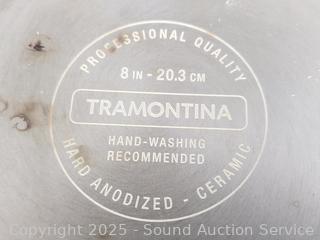 PROFESSIONAL QUALITY
8 IN - 20.3 CM
TRAMONTINA
HAND-WASHING
RECOMMENDED
HARD ANODIZED - CERAMIC
Copyright 2025 - Sound Auction Service